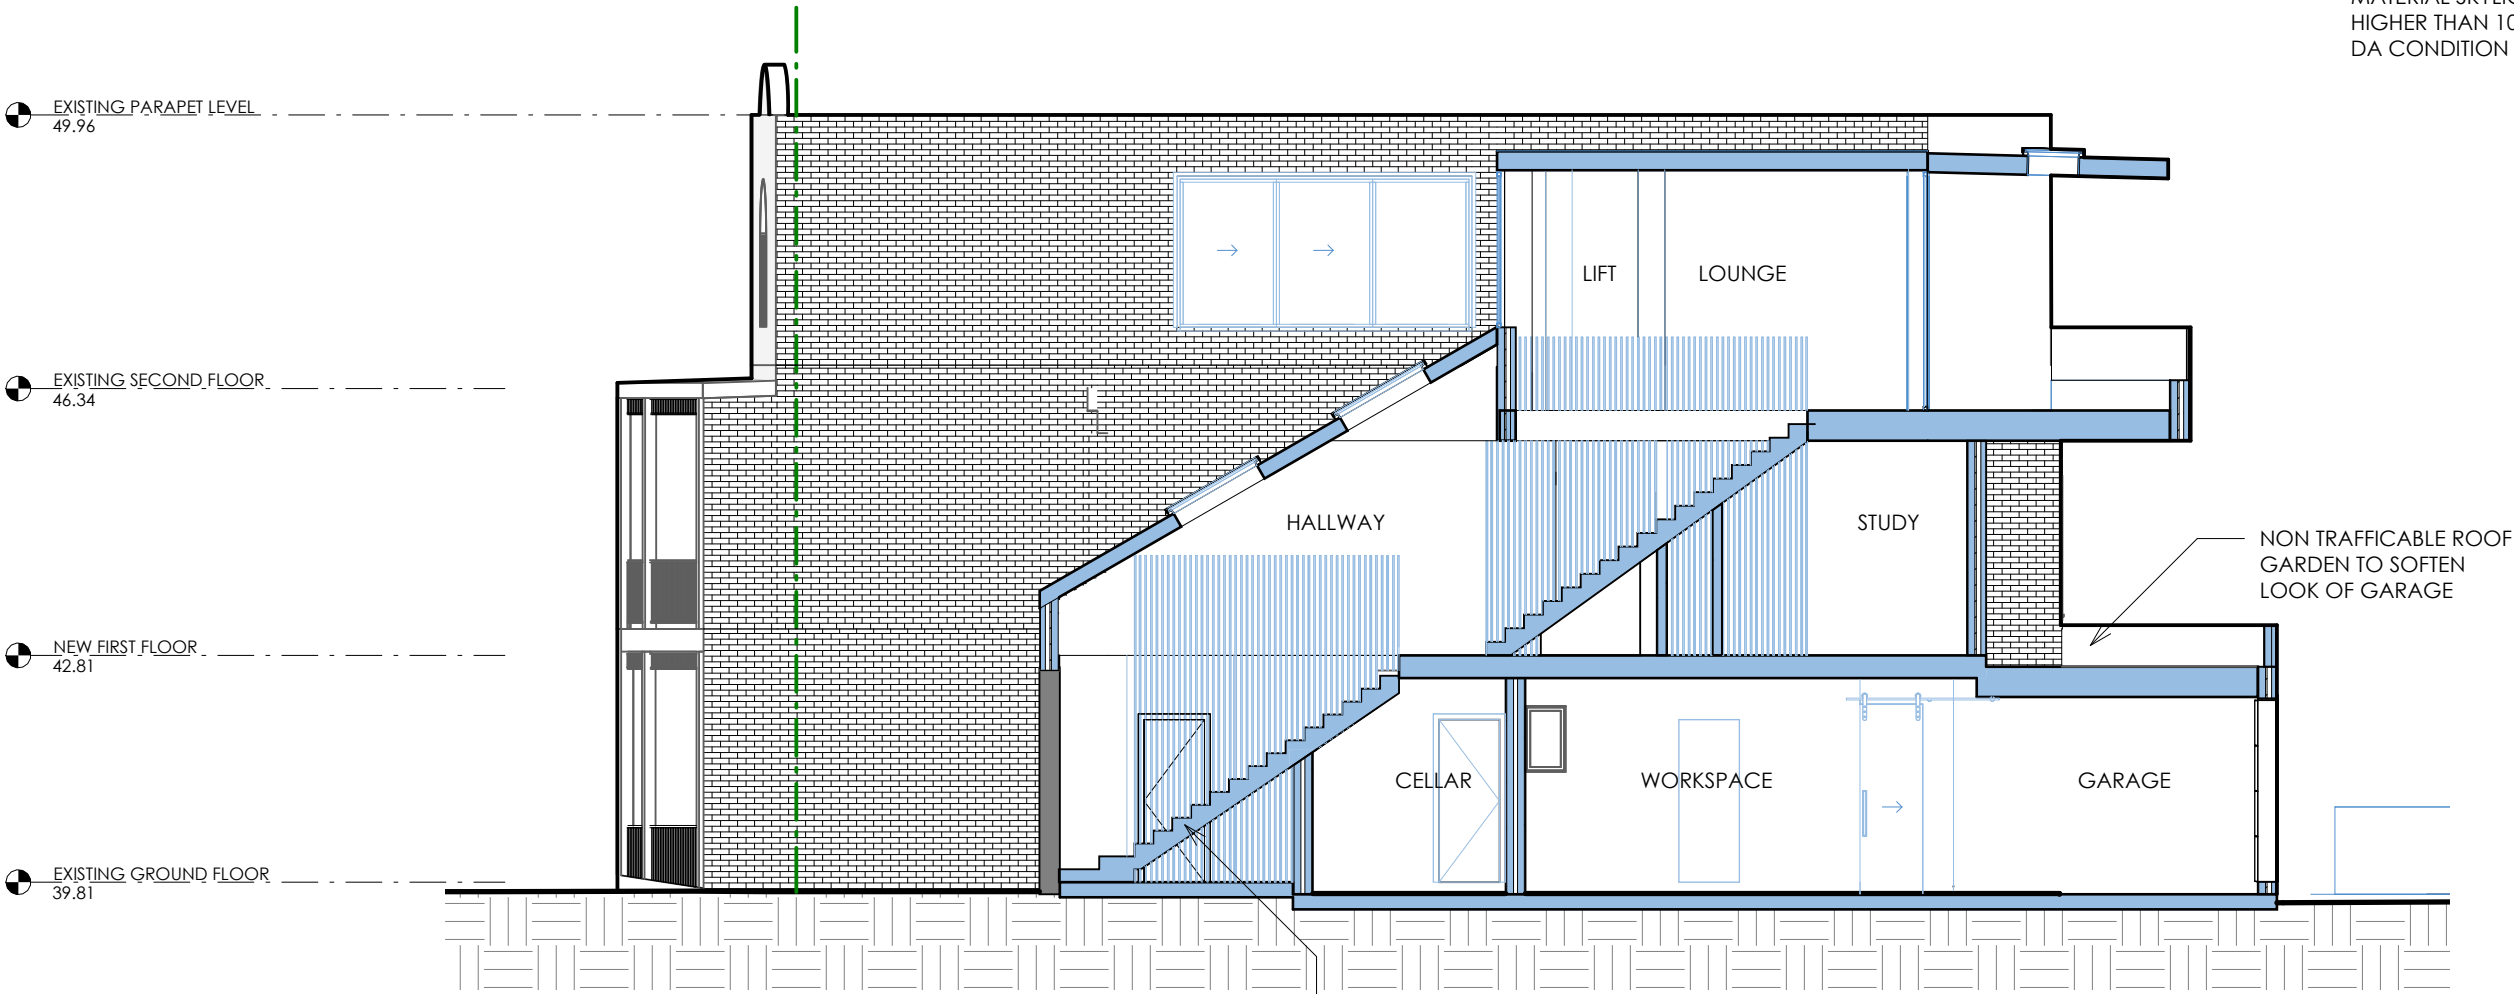 MATERIAL
HIGHER THAN
DA CONDITION
EXISTING PARAPET LEVEL
49.96
LIFT
LOUNGE
EXISTING SECOND FLOOR
46.34
HALLWAY
STUDY
NON TRAFFICABLE ROOF
GARDEN TO SOFTEN
LOOK OF GARAGE
NEW FIRST FLOOR
42.81
CELLAR
WORKSPACE
GARAGE
EXISTING GROUND FLOOR
39.81